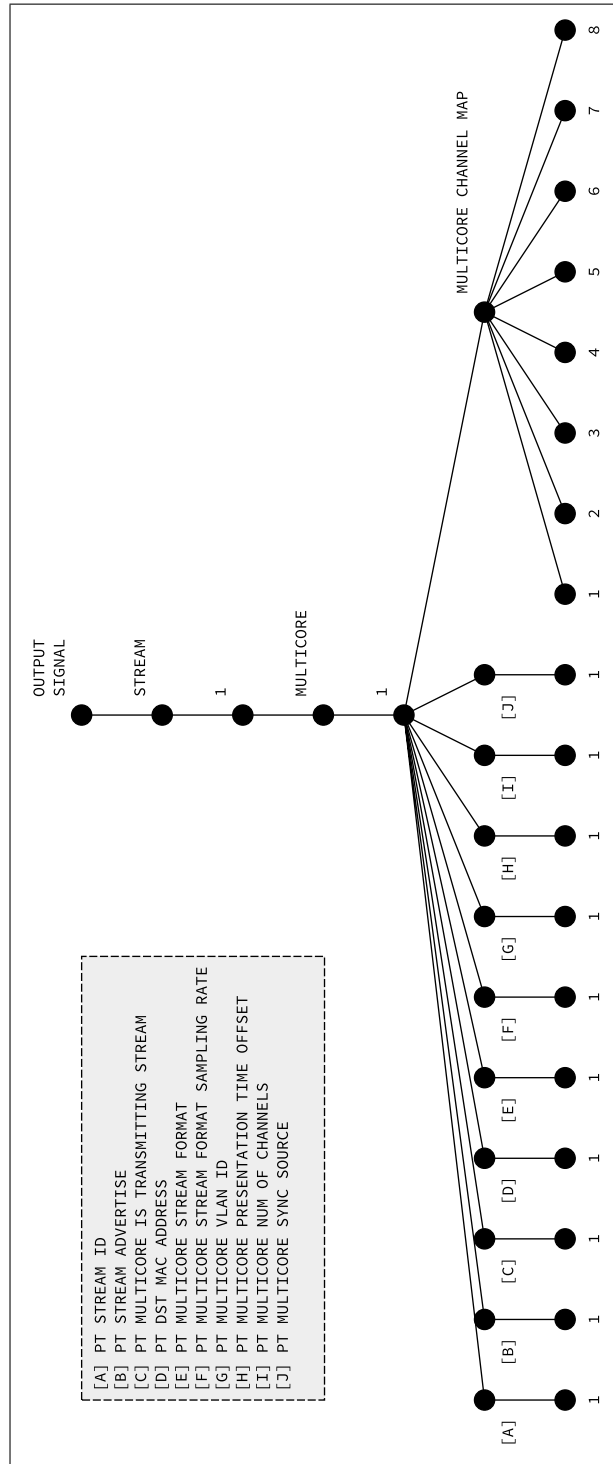 OUTPUT
SIGNAL
STREAM
1
MULTICORE
1
MULTICORE CHANNEL MAP
[A] PT STREAM ID
[B] PT STREAM ADVERTISE
[C] PT MULTICORE IS TRANSMITTING STREAM
[D] PT DST MAC ADDRESS
[E] PT MULTICORE STREAM FORMAT
[F] PT MULTICORE STREAM FORMAT SAMPLING RATE
[G] PT MULTICORE VLAN ID
[H] PT MULTICORE PRESENTATION TIME OFFSET
[I] PT MULTICORE NUM OF CHANNELS
[J] PT MULTICORE SYNC SOURCE
[A] [B] [C] [D] [E] [F] [G] [H] [I] [J]
1 1 1 1 1 1 1 1 1 1 1 2 3 4 5 6 7 8